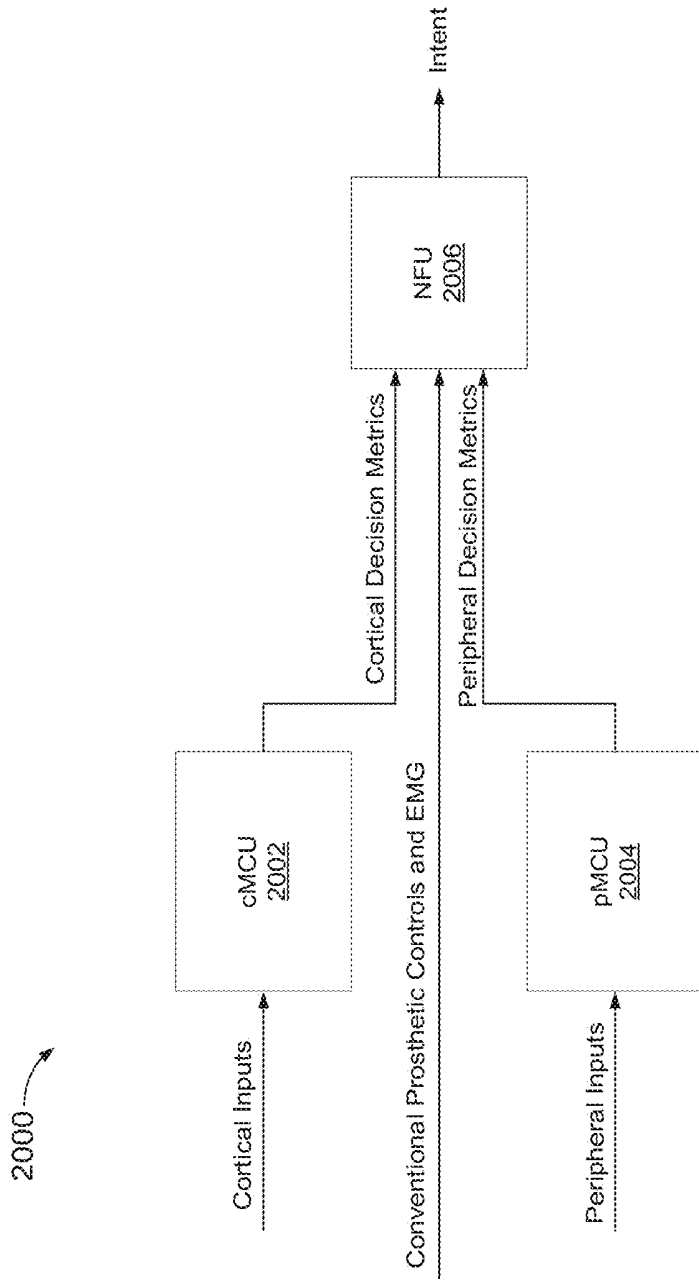 2000
Cortical Inputs
cMCU
2002
Cortical Decision Metrics
Conventional Prosthetic Controls and EMG
NFU
2006
Intent
Peripheral Decision Metrics
Peripheral Inputs
pMCU
2004